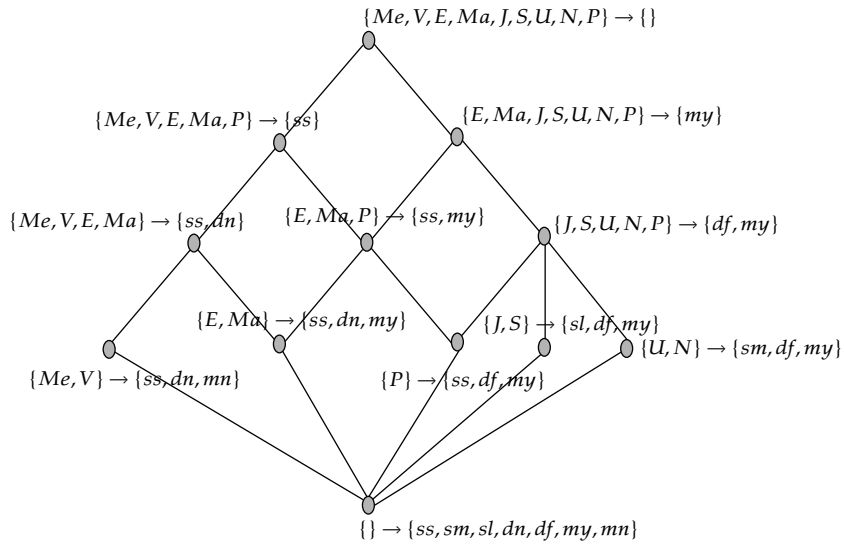 {Me, V, E, Ma, J, S, U, N, P} → {}
{Me, V, E, Ma, P} → {ss}
{E, Ma, J, S, U, N, P} → {my}
{Me, V, E, Ma} → {ss, dn}
{E, Ma, P} → {ss, my}
{J, S, U, N, P} → {df, my}
{E, Ma} → {ss, dn, my}
{J, S} → {sl, df, my}
{U, N} → {sm, df, my}
{Me, V} → {ss, dn, mn}
{P} → {ss, df, my}
{} → {ss, sm, sl, dn, df, my, mn}